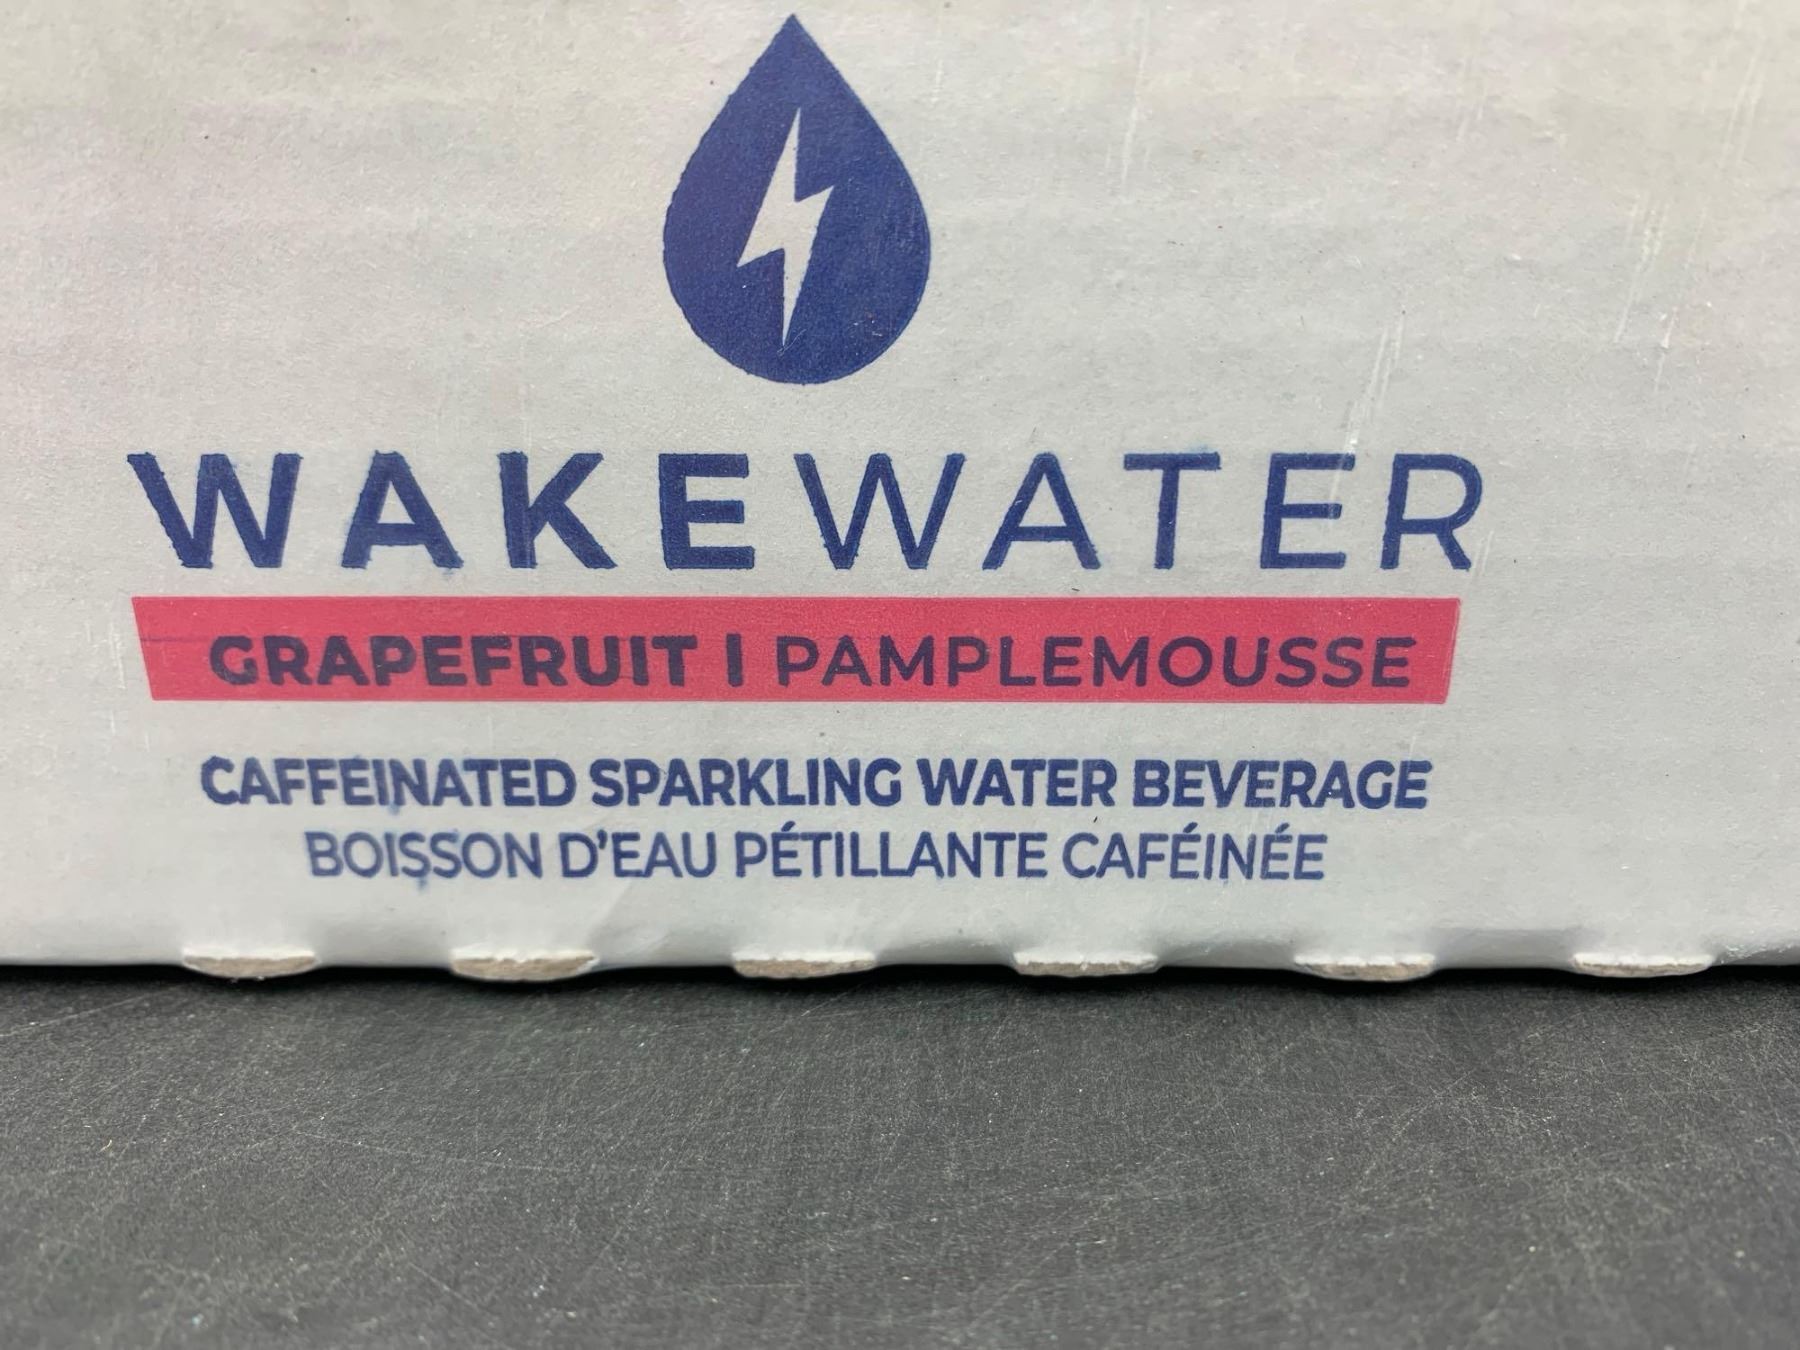 WAKEWATER
GRAPEFRUIT | PAMPLEMOUSSE
CAFFEINATED SPARKLING WATER BEVERAGE
BOISSON D'EAU PÉTILLANTE CAFÉINÉE